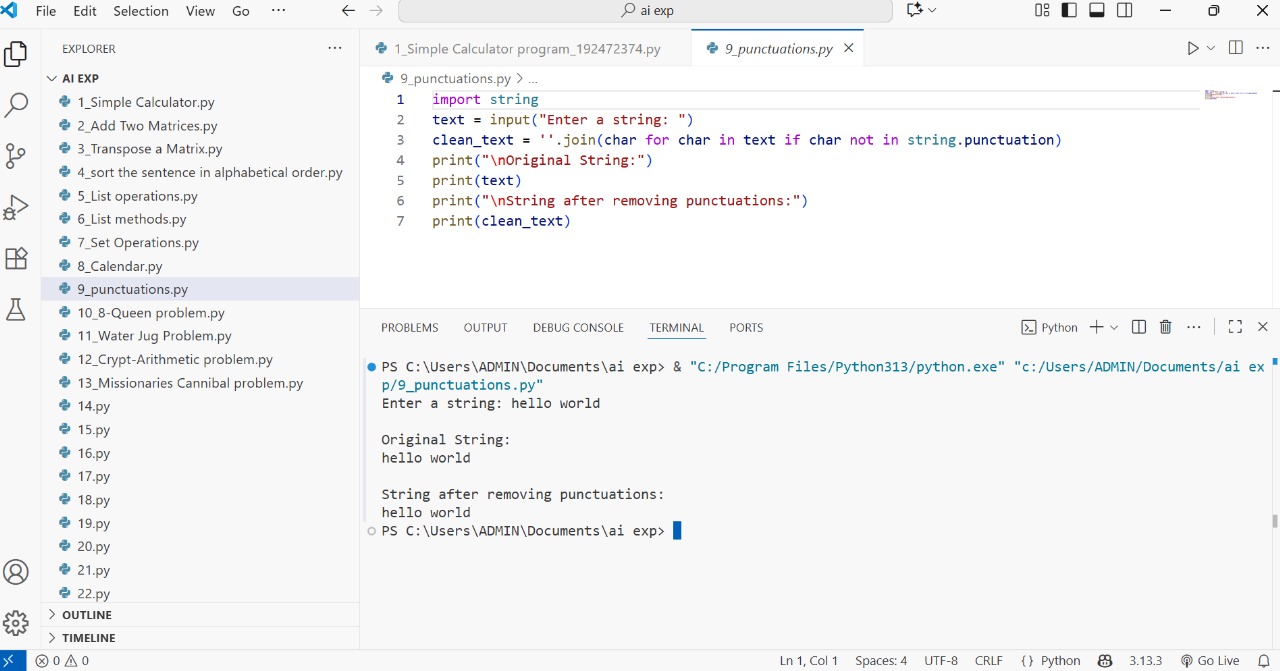 File Edit Selection View Go ···
ai exp
EXPLORER ···
AI EXP
1_Simple Calculator.py
2_Add Two Matrices.py
3_Transpose a Matrix.py
4_sort the sentence in alphabetical order.py
5_List operations.py
6_List methods.py
7_Set Operations.py
8_Calendar.py
9_punctuations.py
10_8-Queen problem.py
11_Water Jug Problem.py
12_Crypt-Arithmetic problem.py
13_Missionaries Cannibal problem.py
14.py
15.py
16.py
17.py
18.py
19.py
20.py
21.py
22.py
OUTLINE
TIMELINE
1_Simple Calculator program_192472374.py 9_punctuations.py
9_punctuations.py > ...
1 import string
2 text = input("Enter a string: ")
3 clean_text = ''.join(char for char in text if char not in string.punctuation)
4 print("\nOriginal String:")
5 print(text)
6 print("\nString after removing punctuations:")
7 print(clean_text)
PROBLEMS OUTPUT DEBUG CONSOLE TERMINAL PORTS Python
PS C:\Users\ADMIN\Documents\ai exp> & "C:/Program Files/Python313/python.exe" "c:/Users/ADMIN/Documents/ai ex
p/9_punctuations.py"
Enter a string: hello world
Original String:
hello world
String after removing punctuations:
hello world
PS C:\Users\ADMIN\Documents\ai exp>
0 0 Ln 1, Col 1 Spaces: 4 UTF-8 CRLF {} Python 3.13.3 Go Live